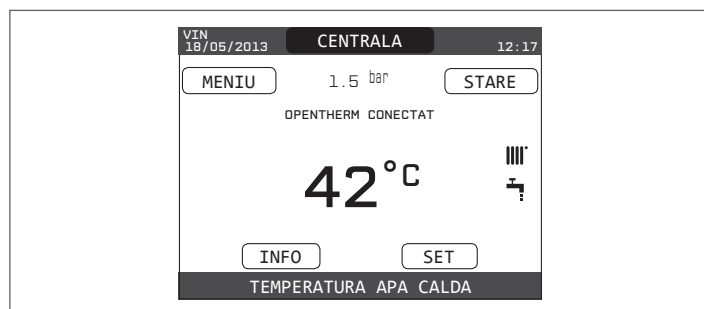 VIN
18/05/2013 CENTRALA 12:17
MENIU 1.5 bar STARE
OPENTHERM CONECTAT
42°C
INFO SET
TEMPERATURA APA CALDA